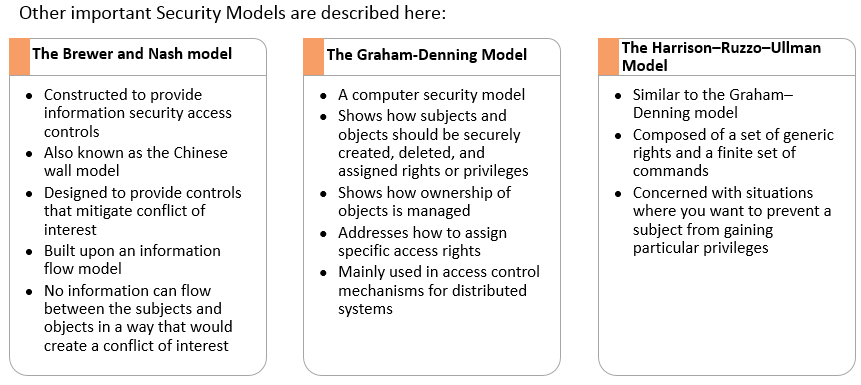 Other important Security Models are described here:
The Brewer and Nash model
• Constructed to provide
information security access
controls
• Also known as the Chinese
wall model
• Designed to provide controls
that mitigate conflict of
interest
• Built upon an information
flow model
• No information can flow
between the subjects and
objects in a way that would
create a conflict of interest
The Graham-Denning Model
• A computer security model
• Shows how subjects and
objects should be securely
created, deleted, and
assigned rights or privileges
• Shows how ownership of
objects is managed
• Addresses how to assign
specific access rights
• Mainly used in access control
mechanisms for distributed
systems
The Harrison–Ruzzo–Ullman
Model
• Similar to the Graham–
Denning model
• Composed of a set of generic
rights and a finite set of
commands
• Concerned with situations
where you want to prevent a
subject from gaining
particular privileges